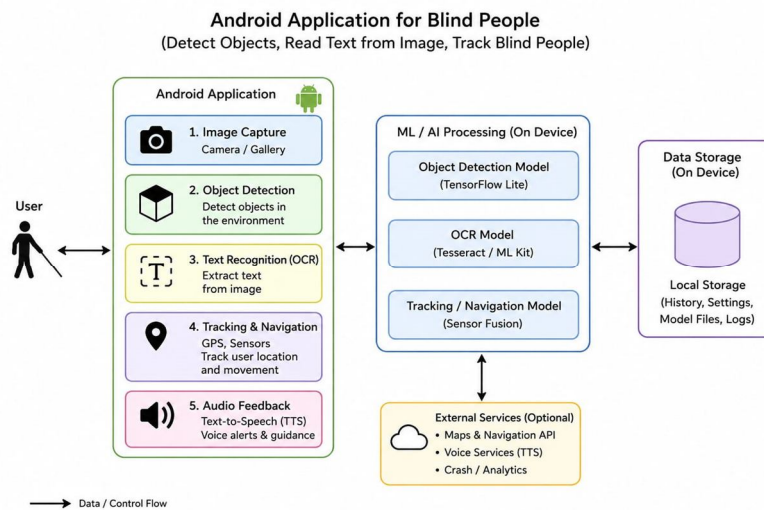 Android Application for Blind People
(Detect Objects, Read Text from Image, Track Blind People)
User
Android Application
1. Image Capture
Camera / Gallery
2. Object Detection
Detect objects in
the environment
3. Text Recognition (OCR)
T
Extract text
from image
4. Tracking & Navigation
GPS, Sensors
Track user location
and movement
5. Audio Feedback
Text-to-Speech (TTS)
Voice alerts & guidance
ML / AI Processing (On Device)
Object Detection Model
(TensorFlow Lite)
OCR Model
(Tesseract / ML Kit)
Tracking / Navigation Model
(Sensor Fusion)
External Services (Optional)
• Maps & Navigation API
• Voice Services (TTS)
• Crash / Analytics
Data Storage
(On Device)
Local Storage
(History, Settings,
Model Files, Logs)
Data / Control Flow